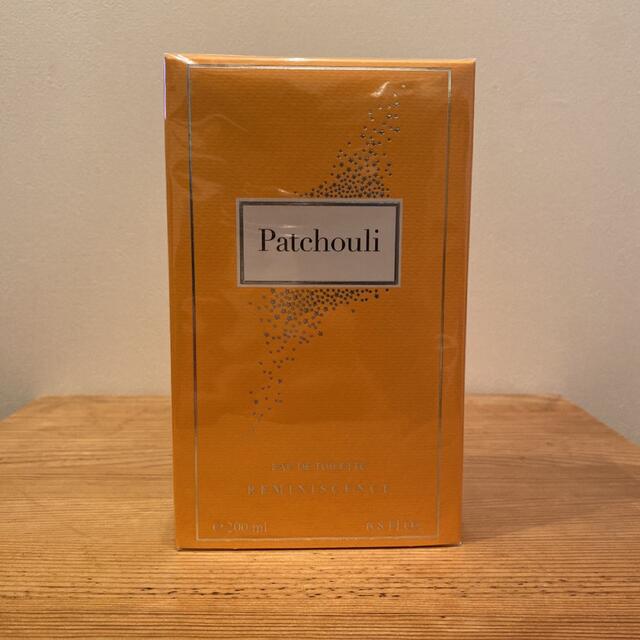 Patchouli
EAU DE TOILETTE
REMINISCENCE
℮ 200 ml 6.8 Fl.Oz